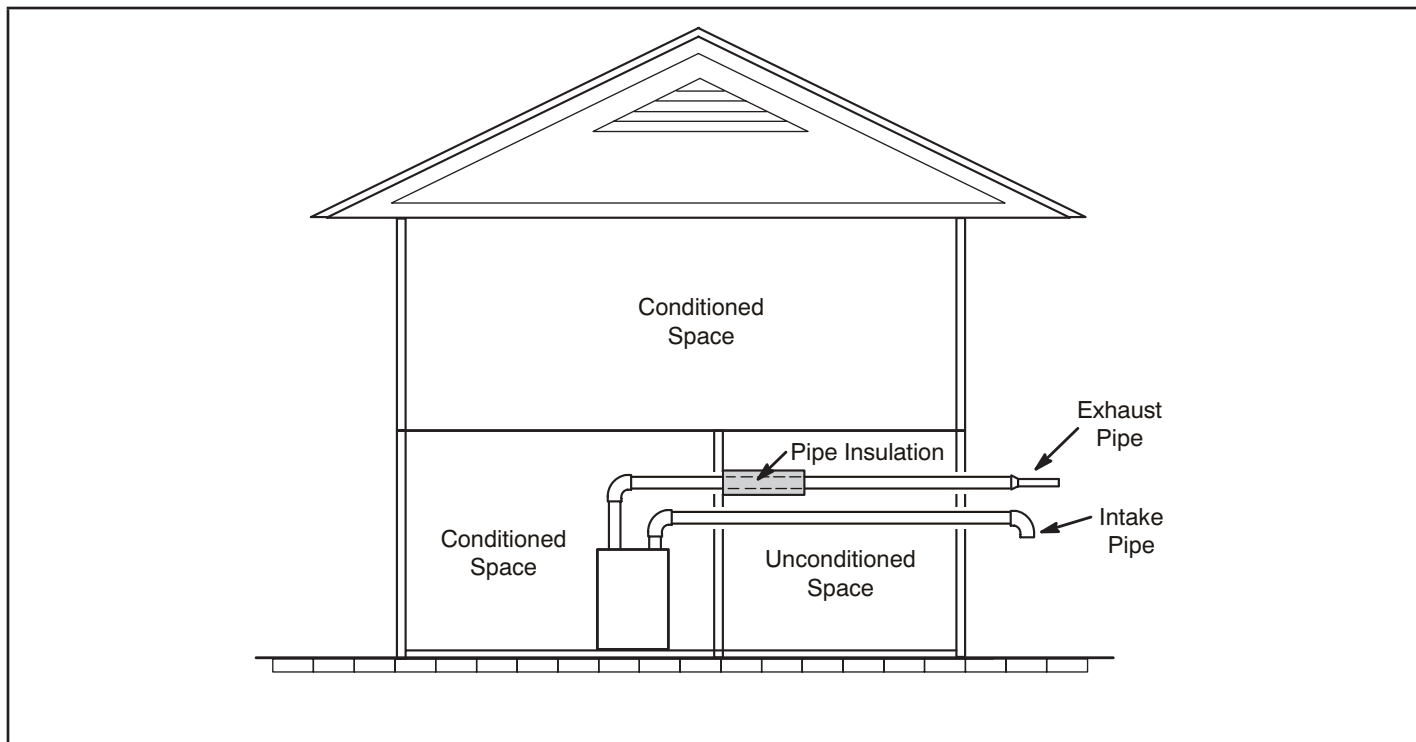 Conditioned
Space
Exhaust
Pipe
Pipe Insulation
Conditioned
Space
Unconditioned
Space
Intake
Pipe